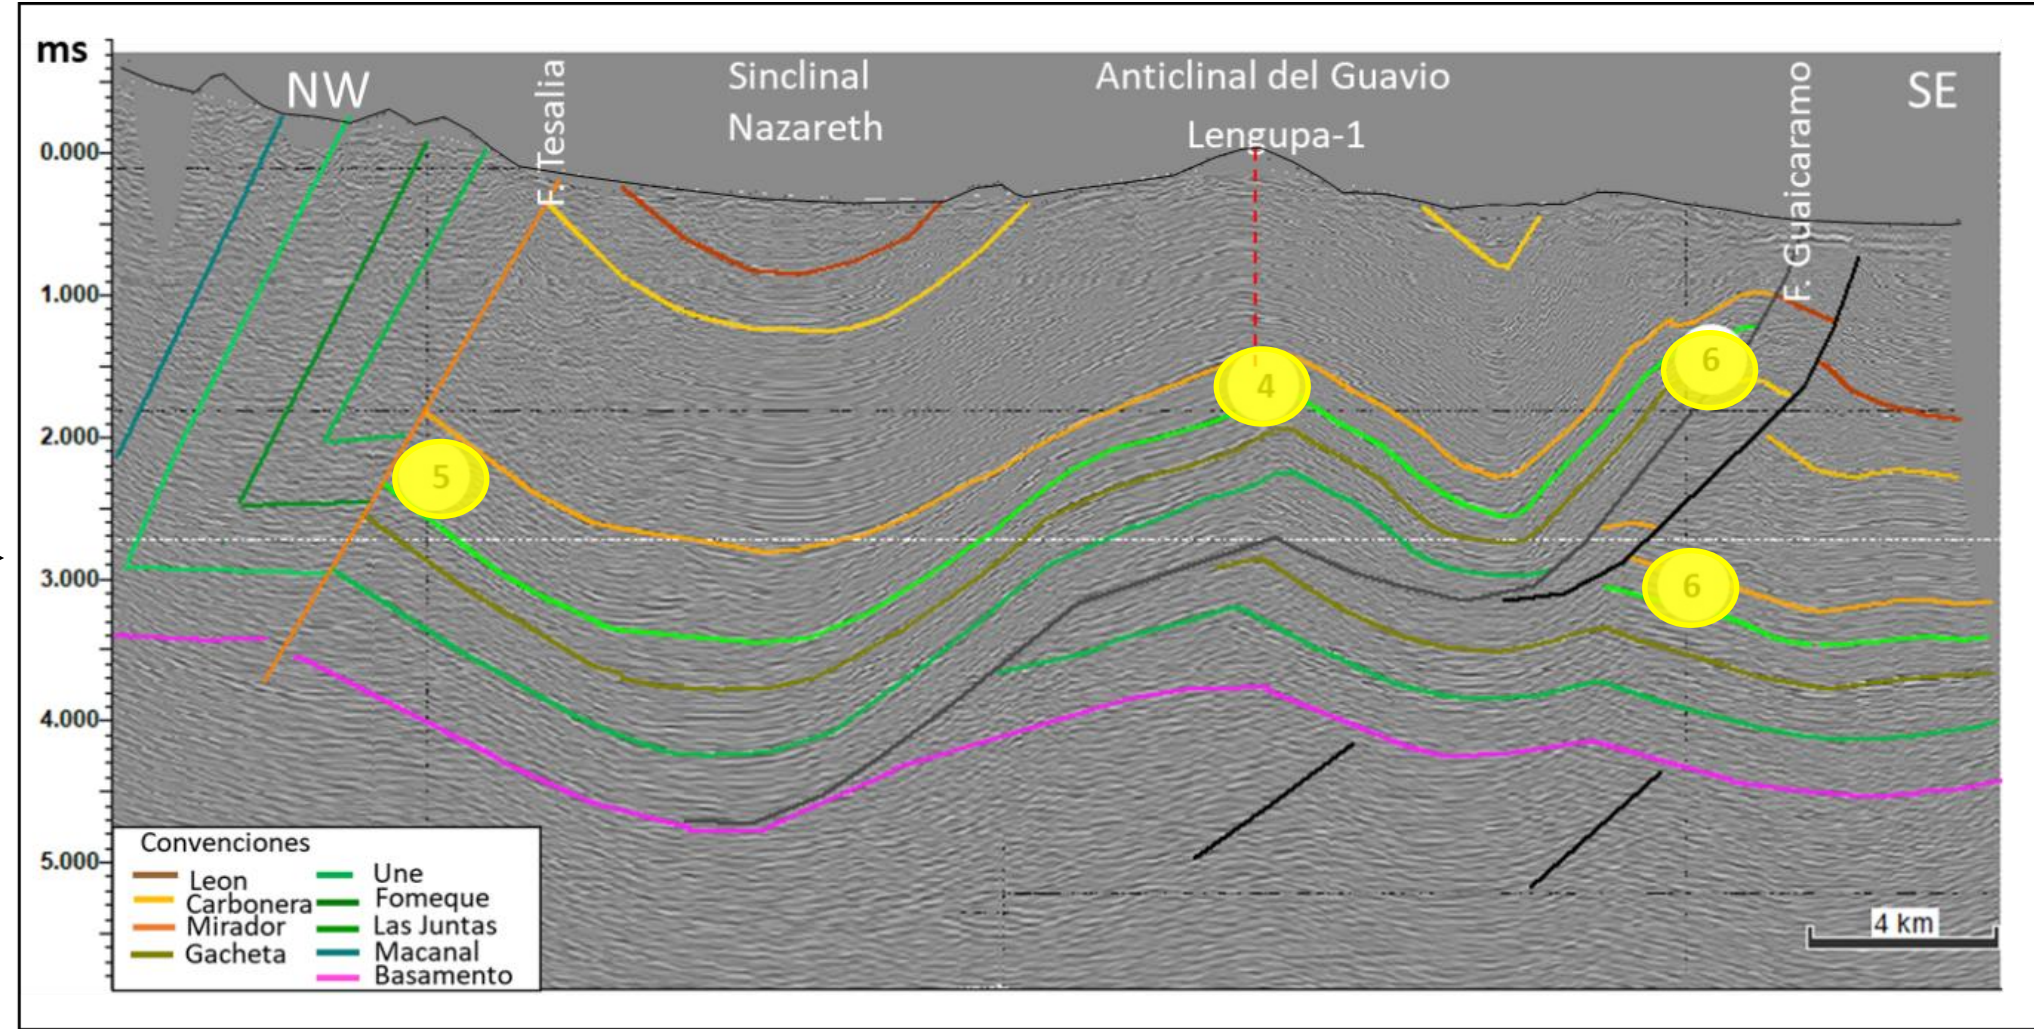 ms
NW
F. Tesalia
Sinclinal
Nazareth
Anticlinal del Guavio
Lengupa-1
F. Guaicaramo
SE
0.000
1.000
2.000
3.000
4.000
5.000
4
5
6
6
Convenciones
Leon
Carbonera
Mirador
Gacheta
Une
Fomeque
Las Juntas
Macanal
Basamento
4 km